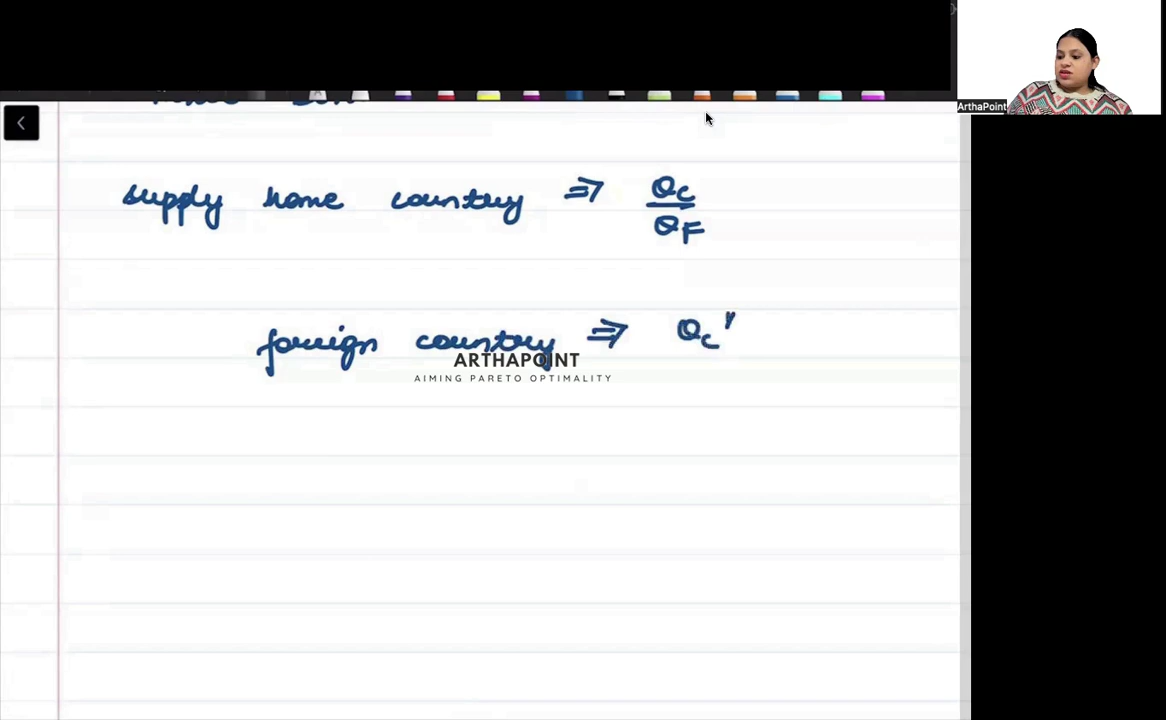 ArthaPoint
supply home country ⇒ Qc/QF
foreign country ⇒ Qc'
ARTHAPOINT
AIMING PARETO OPTIMALITY